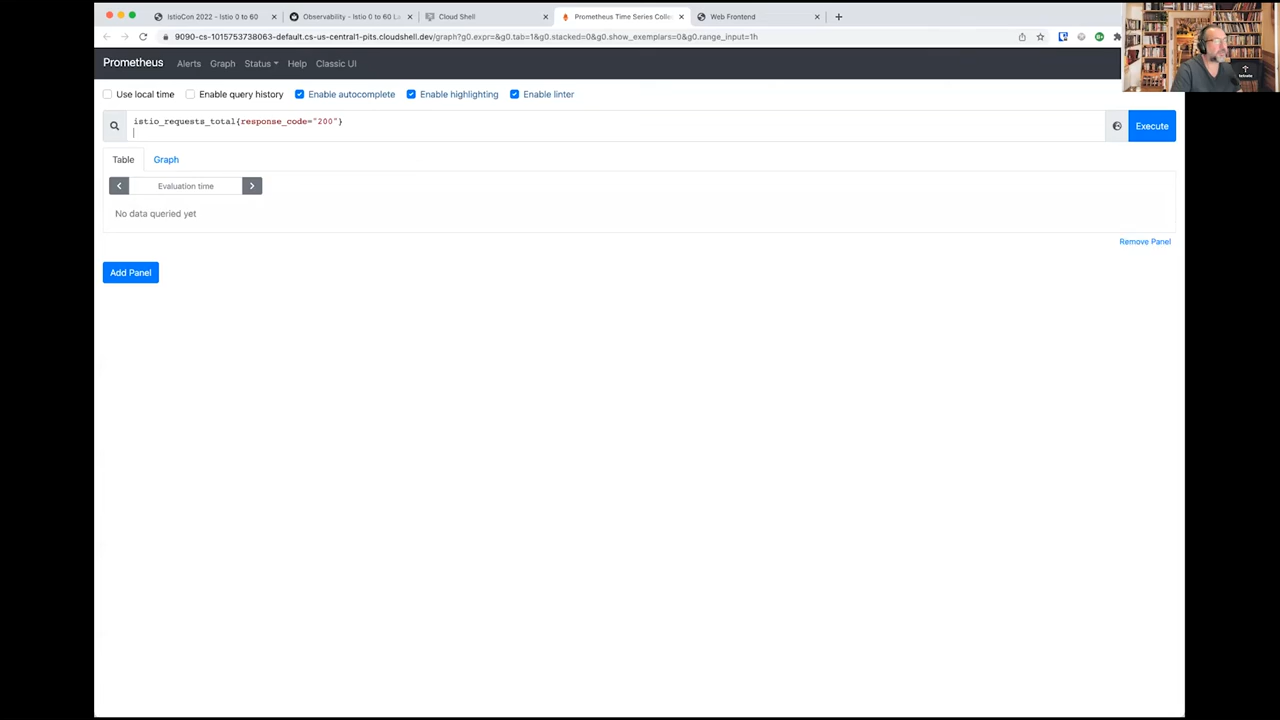 IstioCon 2022 - Istio 0 to 60
Observability - Istio 0 to 60 La
Cloud Shell
Prometheus Time Series Colle
Web Frontend
9090-cs-1015753738063-default.cs-us-central1-pits.cloudshell.dev/graph?g0.expr=&g0.tab=1&g0.stacked=0&g0.show_exemplars=0&g0.range_input=1h
Prometheus Alerts Graph Status Help Classic UI
Use local time Enable query history Enable autocomplete Enable highlighting Enable linter
istio_requests_total{response_code="200"}
Execute
Table Graph
Evaluation time
No data queried yet
Remove Panel
Add Panel
tetrate